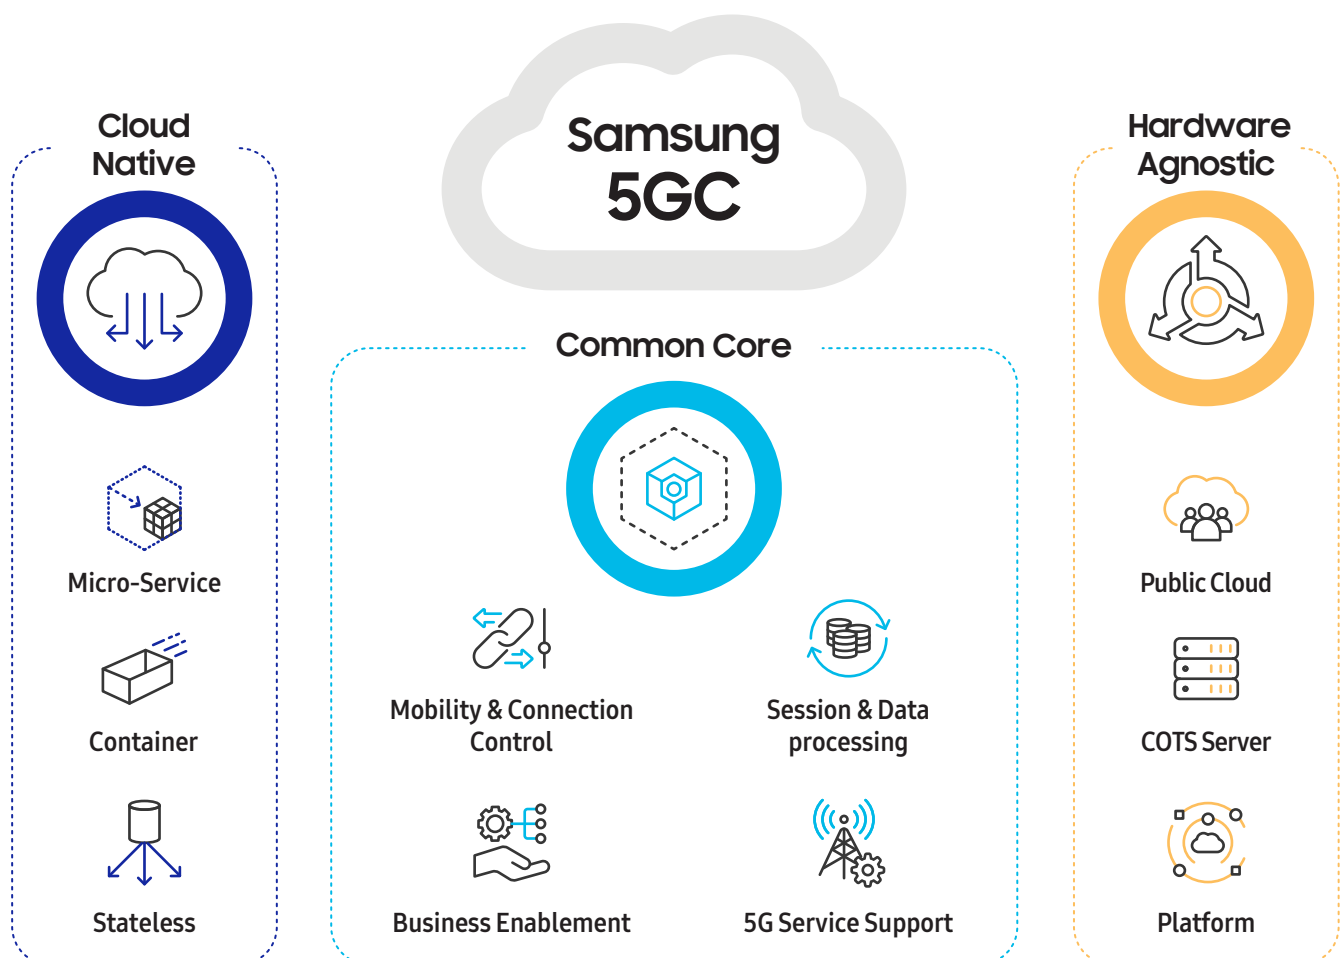 Samsung
5GC
Cloud
Native
Micro-Service
Container
Stateless
Common Core
Mobility & Connection
Control
Session & Data
processing
Business Enablement
5G Service Support
Hardware
Agnostic
Public Cloud
COTS Server
Platform